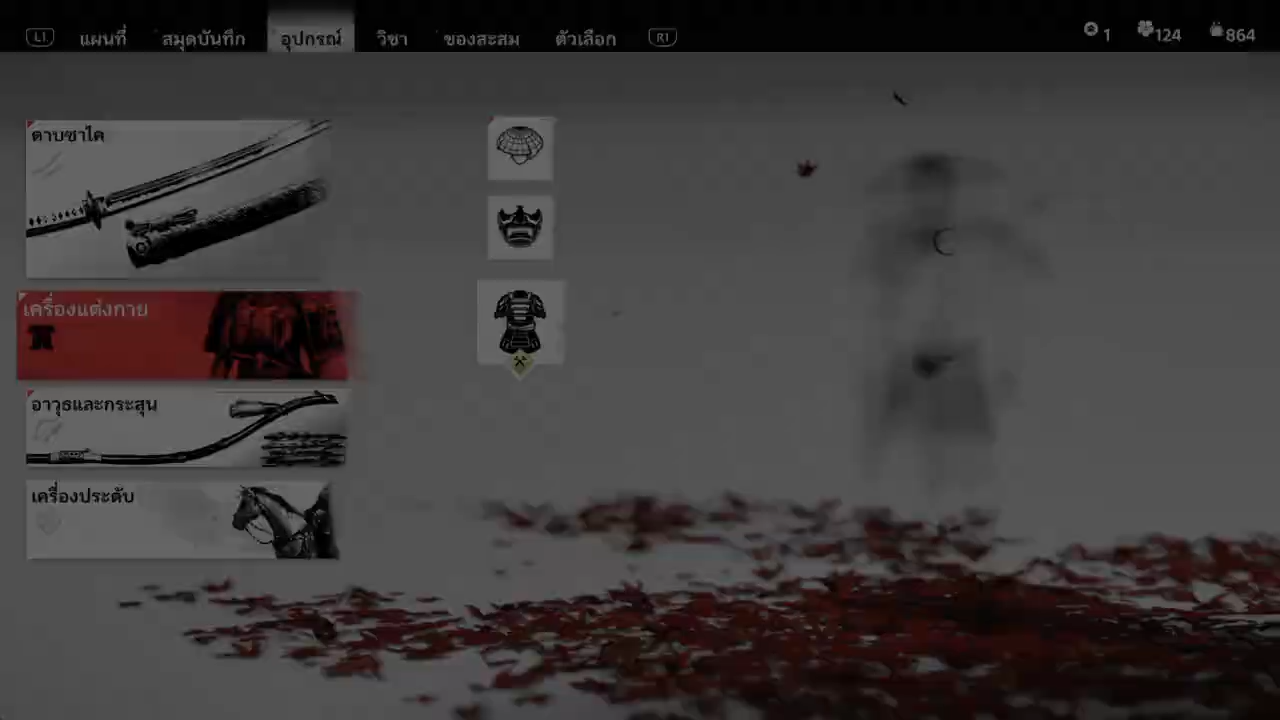 L1 แผนที่ สมุดบันทึก อุปกรณ์ วิชา ของสะสม ตัวเลือก R1 1 124 864
ดาบซาไค
เครื่องแต่งกาย
อาวุธและกระสุน
เครื่องประดับ